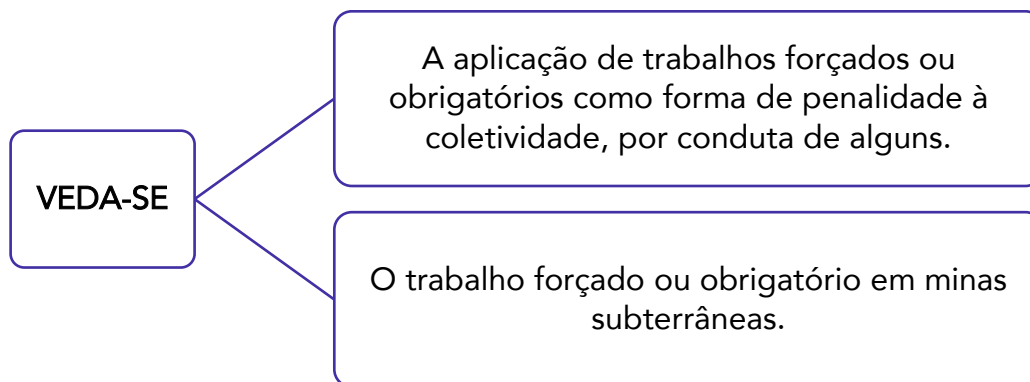 VEDA-SE
A aplicação de trabalhos forçados ou
obrigatórios como forma de penalidade à
coletividade, por conduta de alguns.
O trabalho forçado ou obrigatório em minas
subterrâneas.